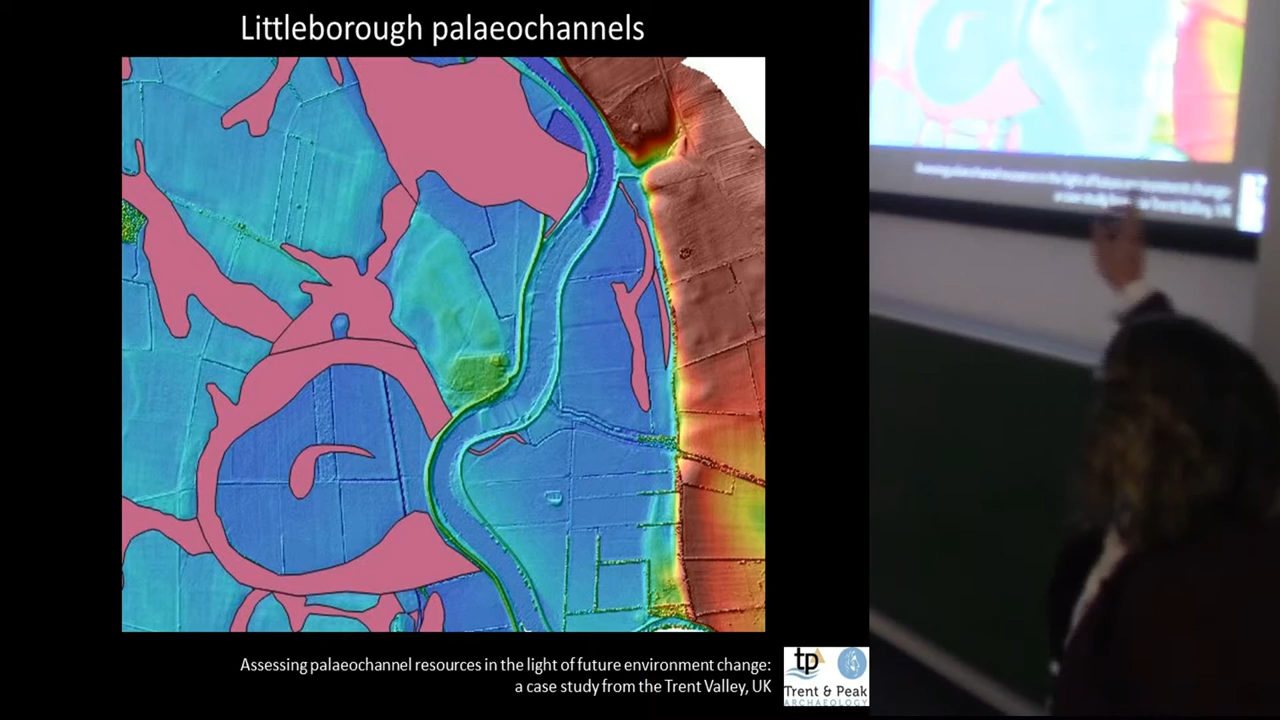 Littleborough palaeochannels
Assessing palaeochannel resources in the light of future environment change:
a case study from the Trent Valley, UK
tp
Trent & Peak
ARCHAEOLOGY